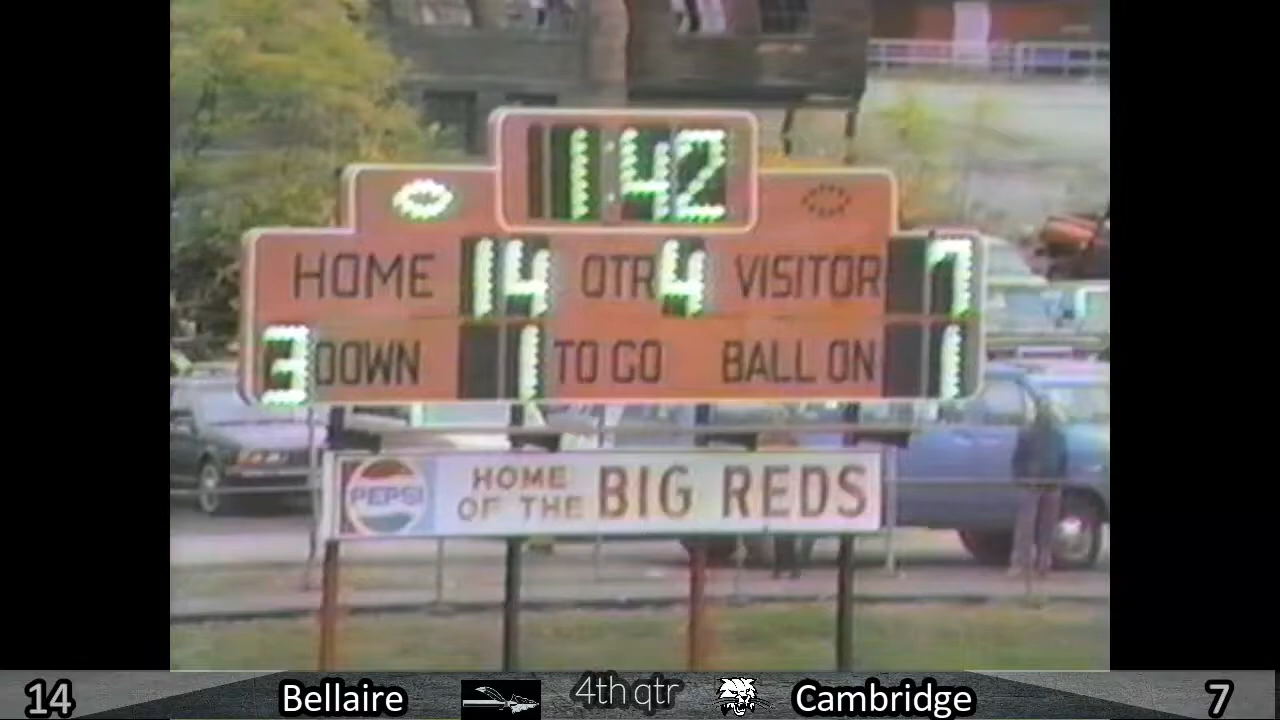 1:42
HOME 14 QTR 4 VISITOR 7
3 DOWN 1 TO GO BALL ON 1
PEPSI HOME OF THE BIG REDS
14 Bellaire 4th qtr Cambridge 7